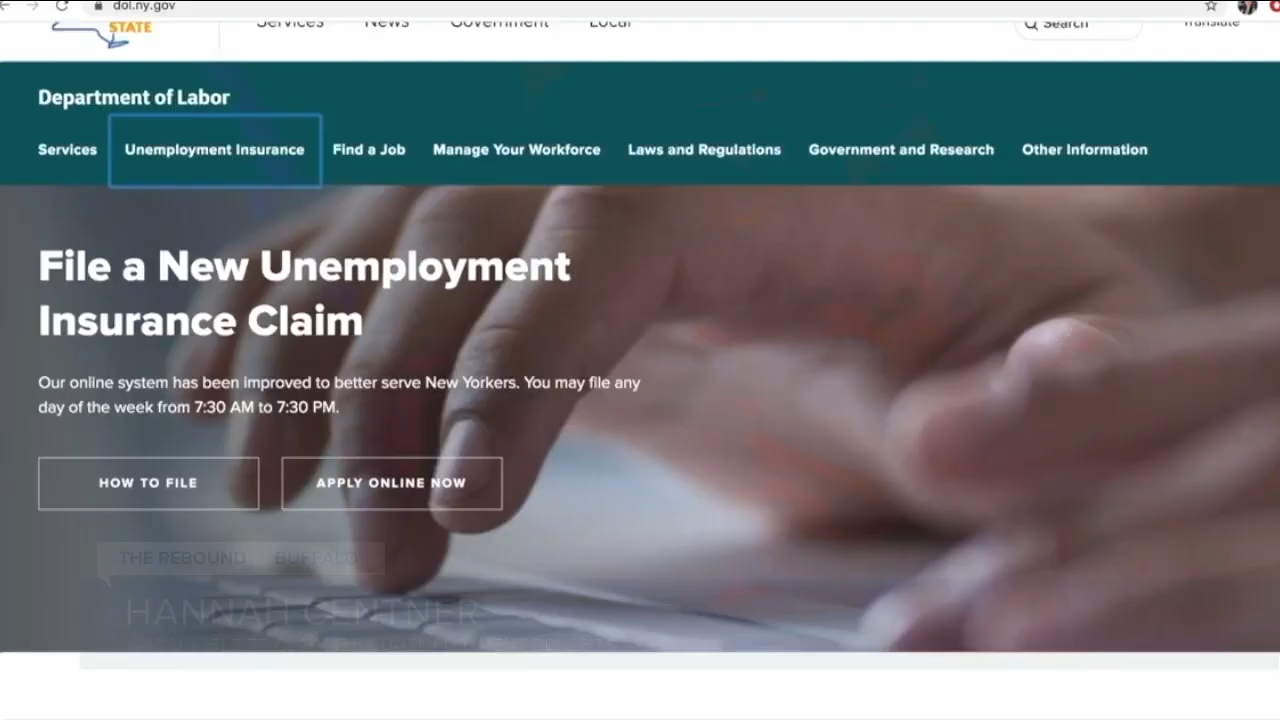 dol.ny.gov
STATE
Services News Government Local
Search
Translate
Department of Labor
Services Unemployment Insurance Find a Job Manage Your Workforce Laws and Regulations Government and Research Other Information
File a New Unemployment
Insurance Claim
Our online system has been improved to better serve New Yorkers. You may file any
day of the week from 7:30 AM to 7:30 PM.
HOW TO FILE APPLY ONLINE NOW
THE REBOUND BUFFALO
HANNAH CENTNER